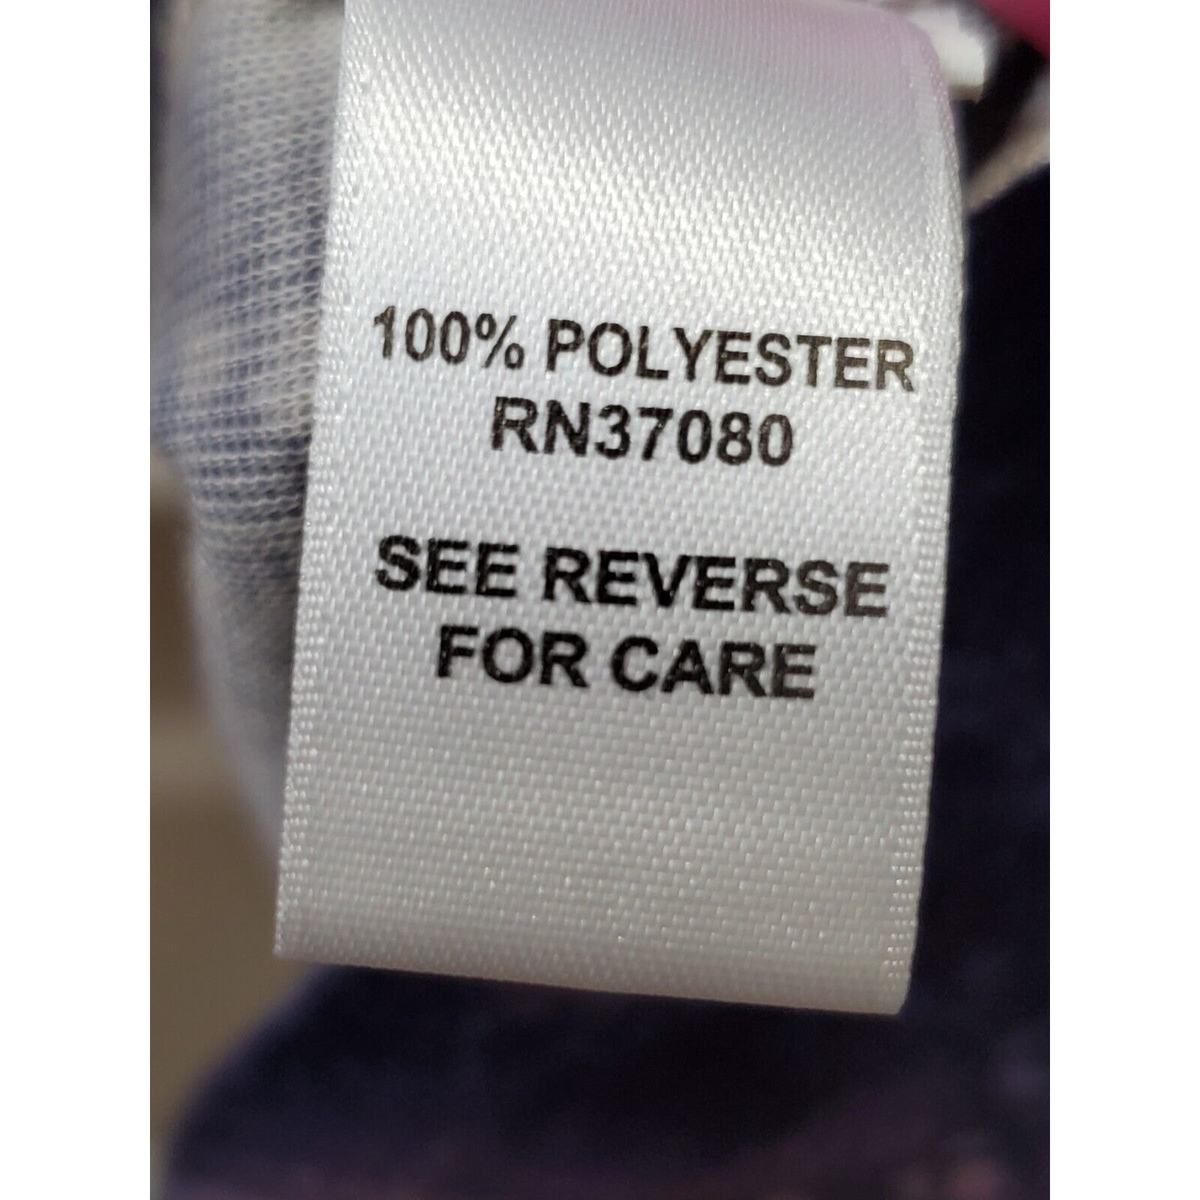 100% POLYESTER
RN37080
SEE REVERSE
FOR CARE